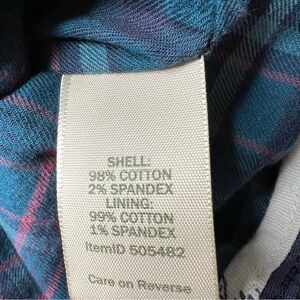 SHELL:
98% COTTON
2% SPANDEX
LINING:
99% COTTON
1% SPANDEX
ItemID 505482
Care on Reverse